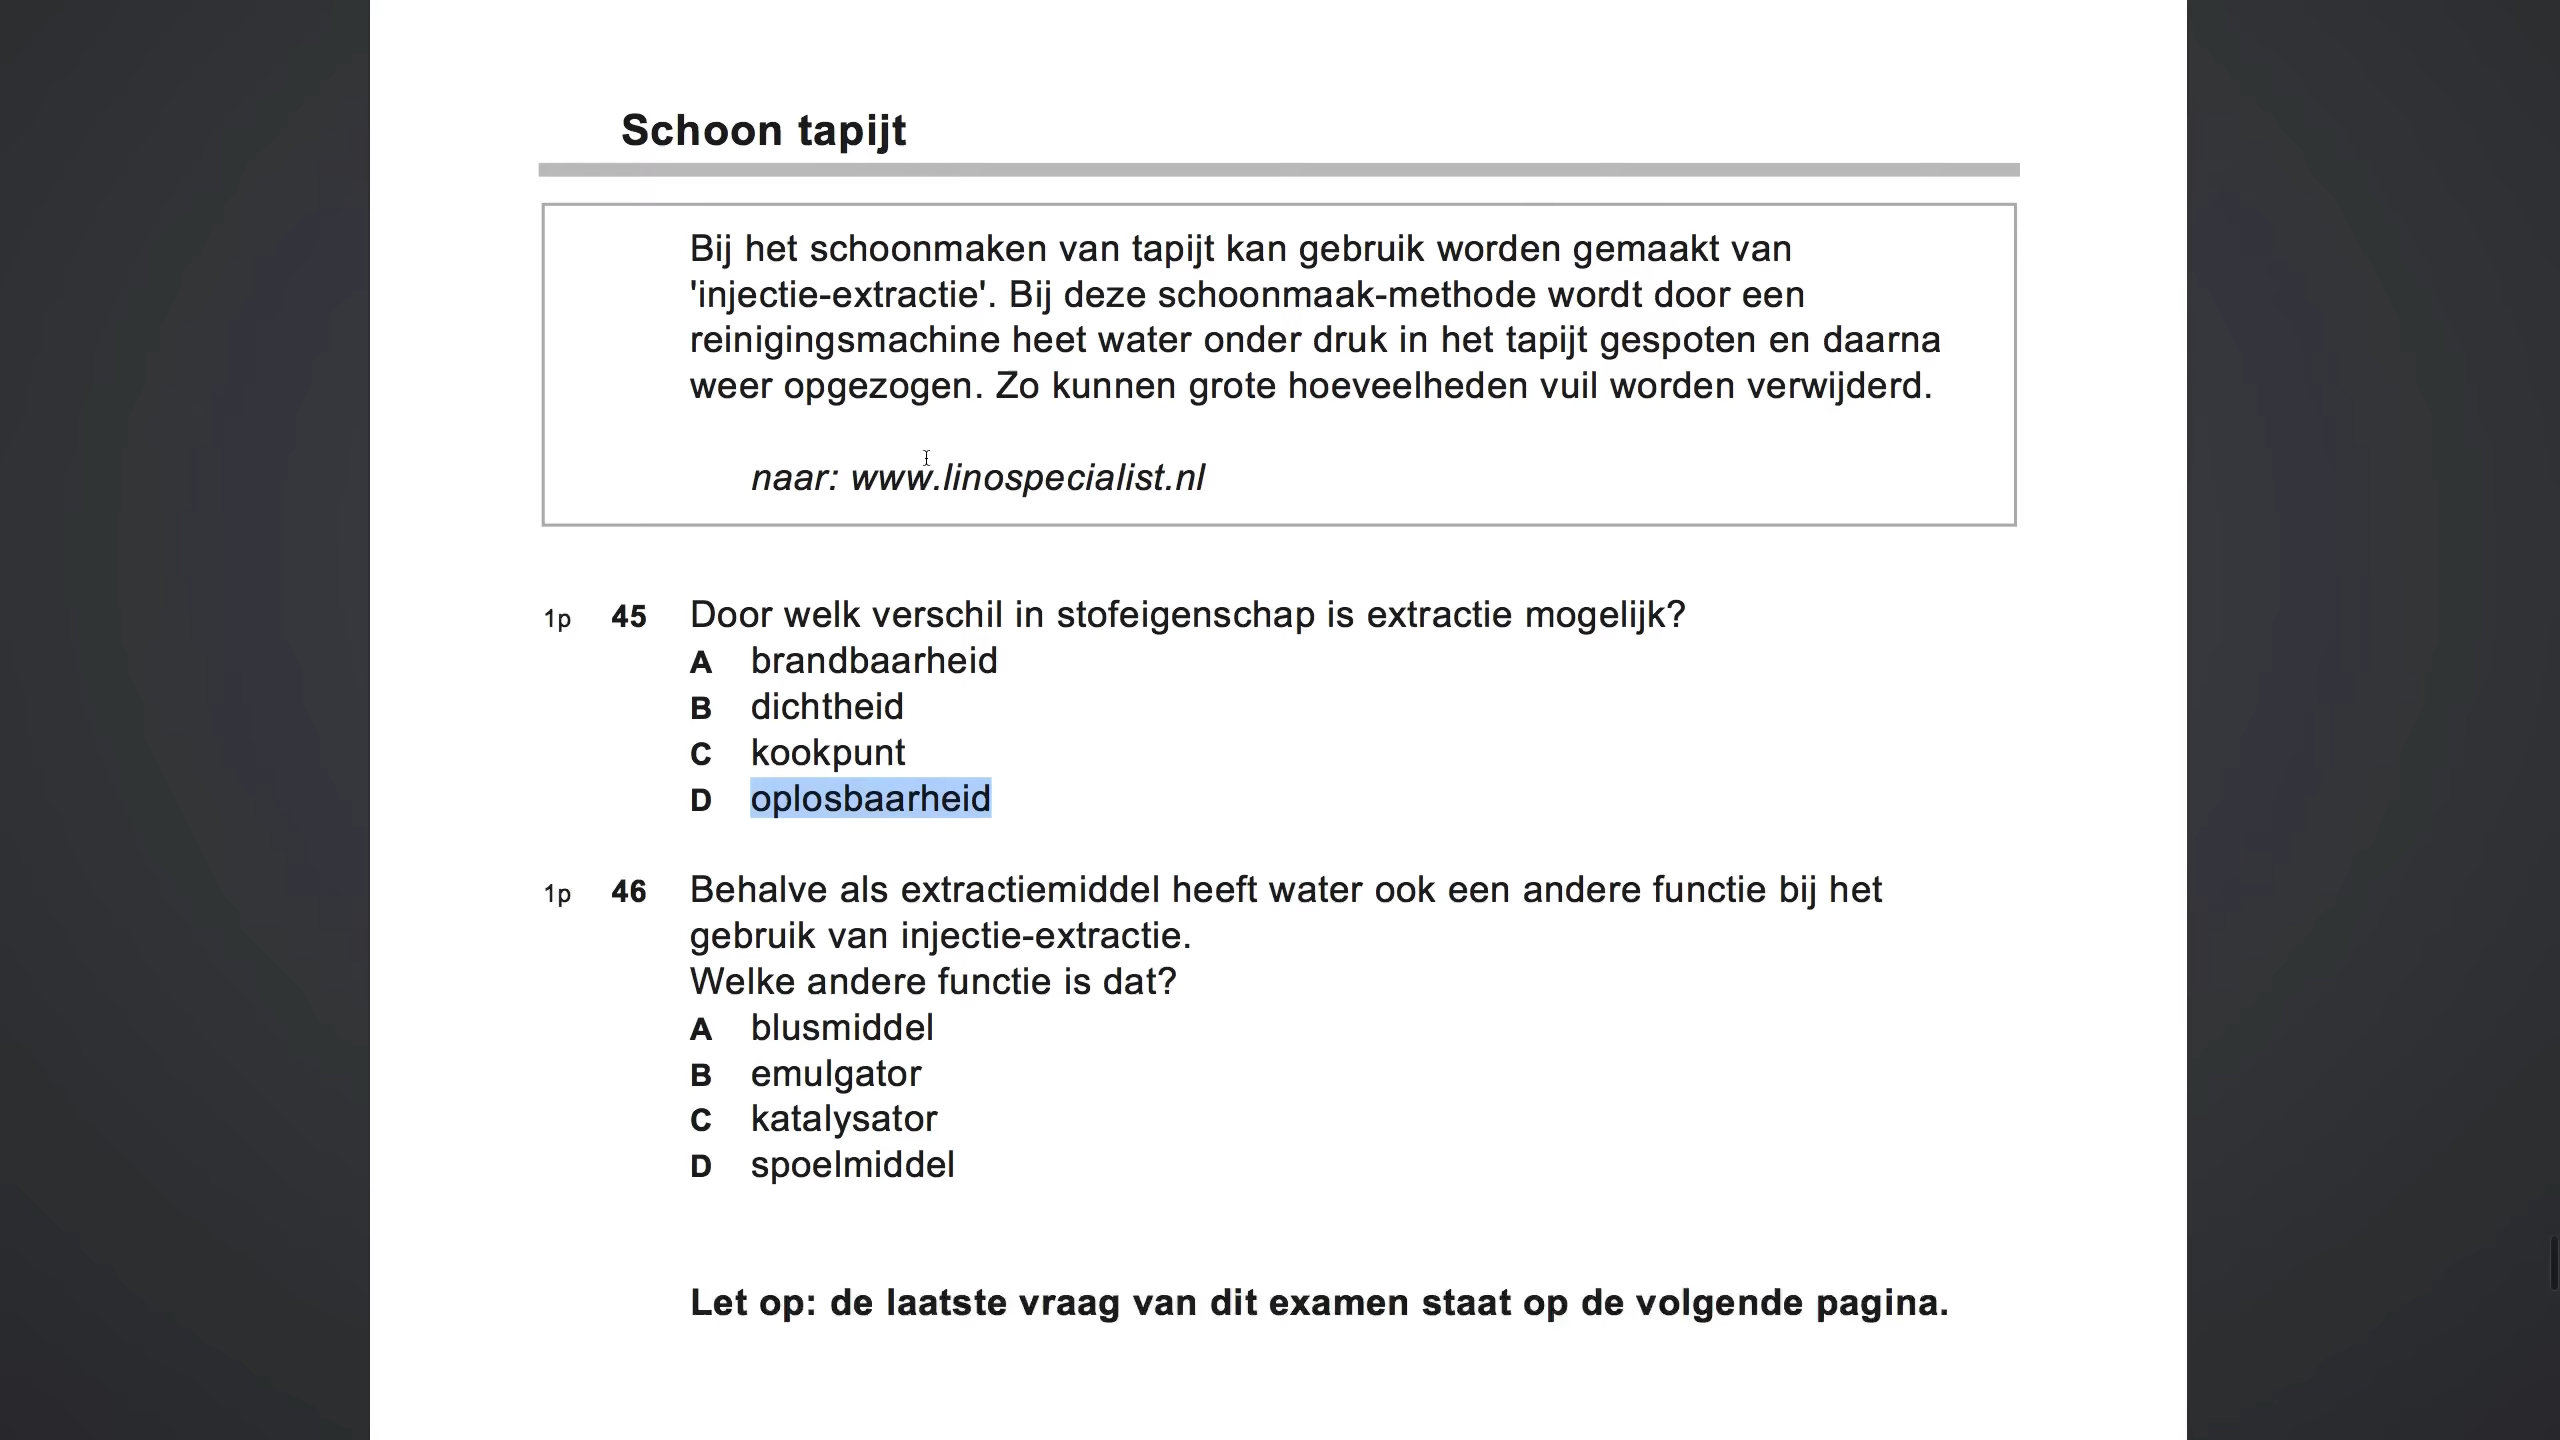 Schoon tapijt
Bij het schoonmaken van tapijt kan gebruik worden gemaakt van
'injectie-extractie'. Bij deze schoonmaak-methode wordt door een
reinigingsmachine heet water onder druk in het tapijt gespoten en daarna
weer opgezogen. Zo kunnen grote hoeveelheden vuil worden verwijderd.
naar: www.linospecialist.nl
1p 45 Door welk verschil in stofeigenschap is extractie mogelijk?
A brandbaarheid
B dichtheid
C kookpunt
D oplosbaarheid
1p 46 Behalve als extractiemiddel heeft water ook een andere functie bij het
gebruik van injectie-extractie.
Welke andere functie is dat?
A blusmiddel
B emulgator
C katalysator
D spoelmiddel
Let op: de laatste vraag van dit examen staat op de volgende pagina.